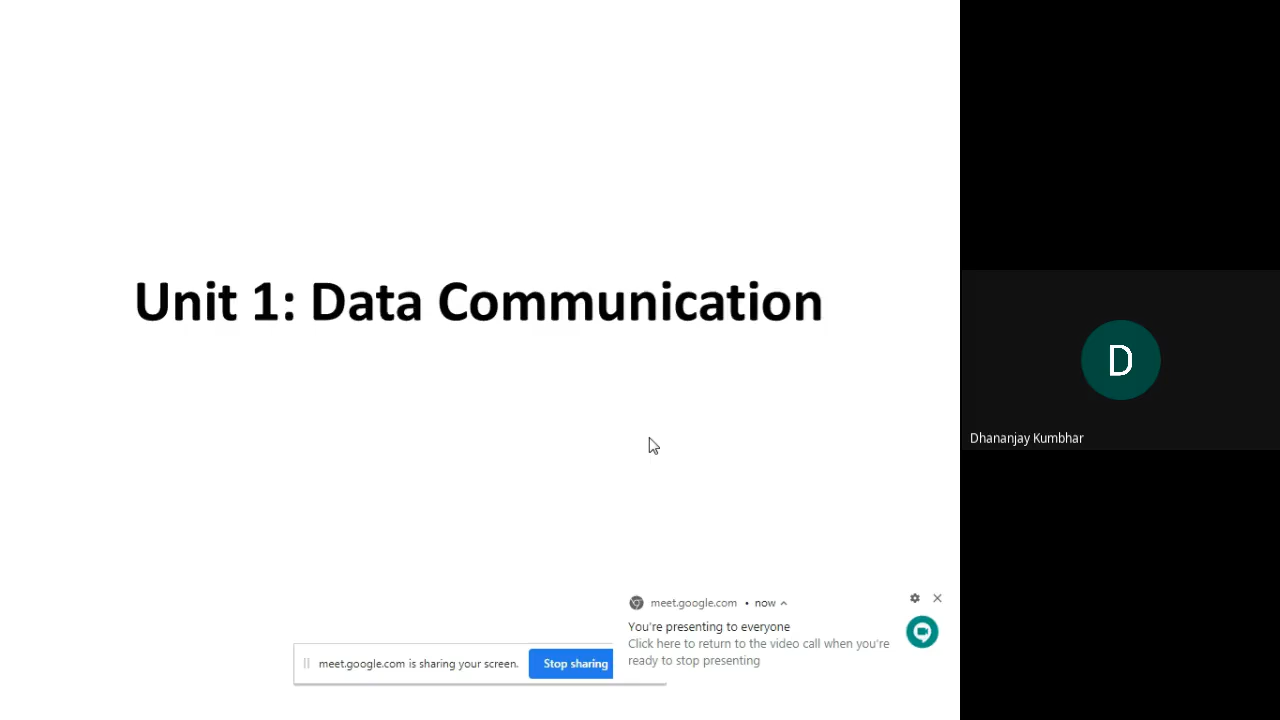 Unit 1: Data Communication
D
Dhananjay Kumbhar
meet.google.com • now
You're presenting to everyone
Click here to return to the video call when you're
ready to stop presenting
meet.google.com is sharing your screen.
Stop sharing